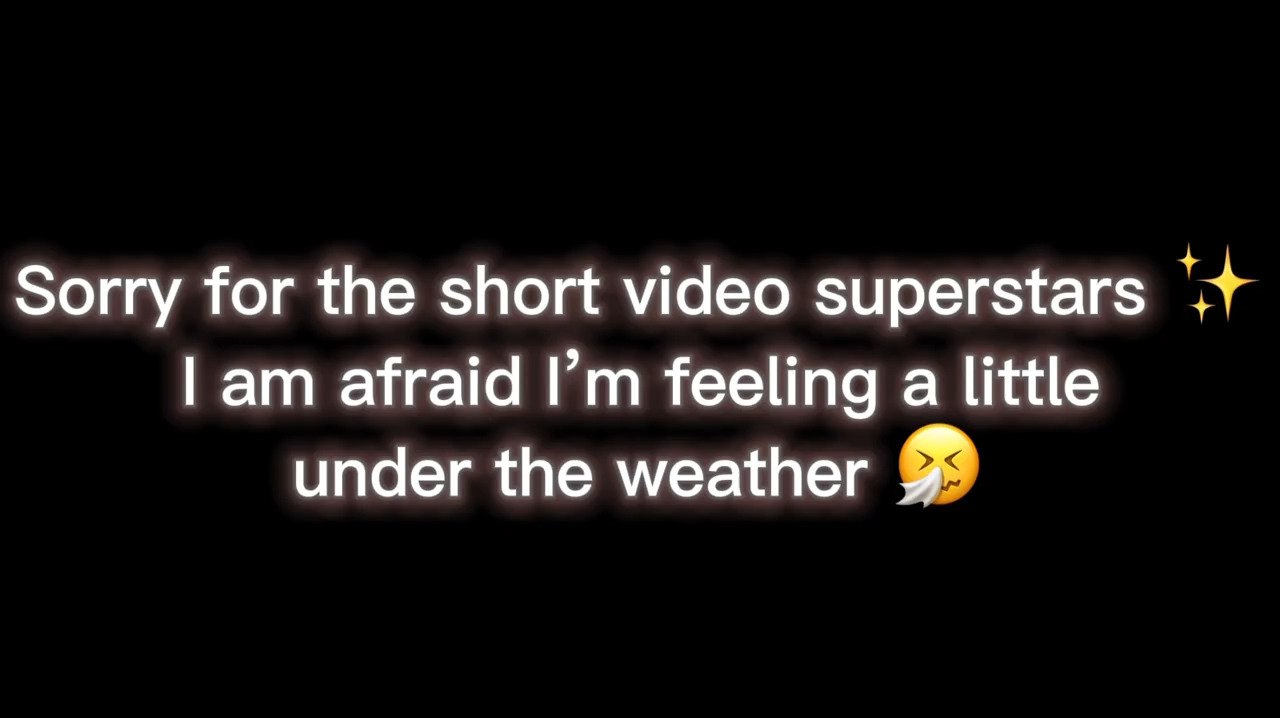 Sorry for the short video superstars ✨
I am afraid I’m feeling a little
under the weather 🤧